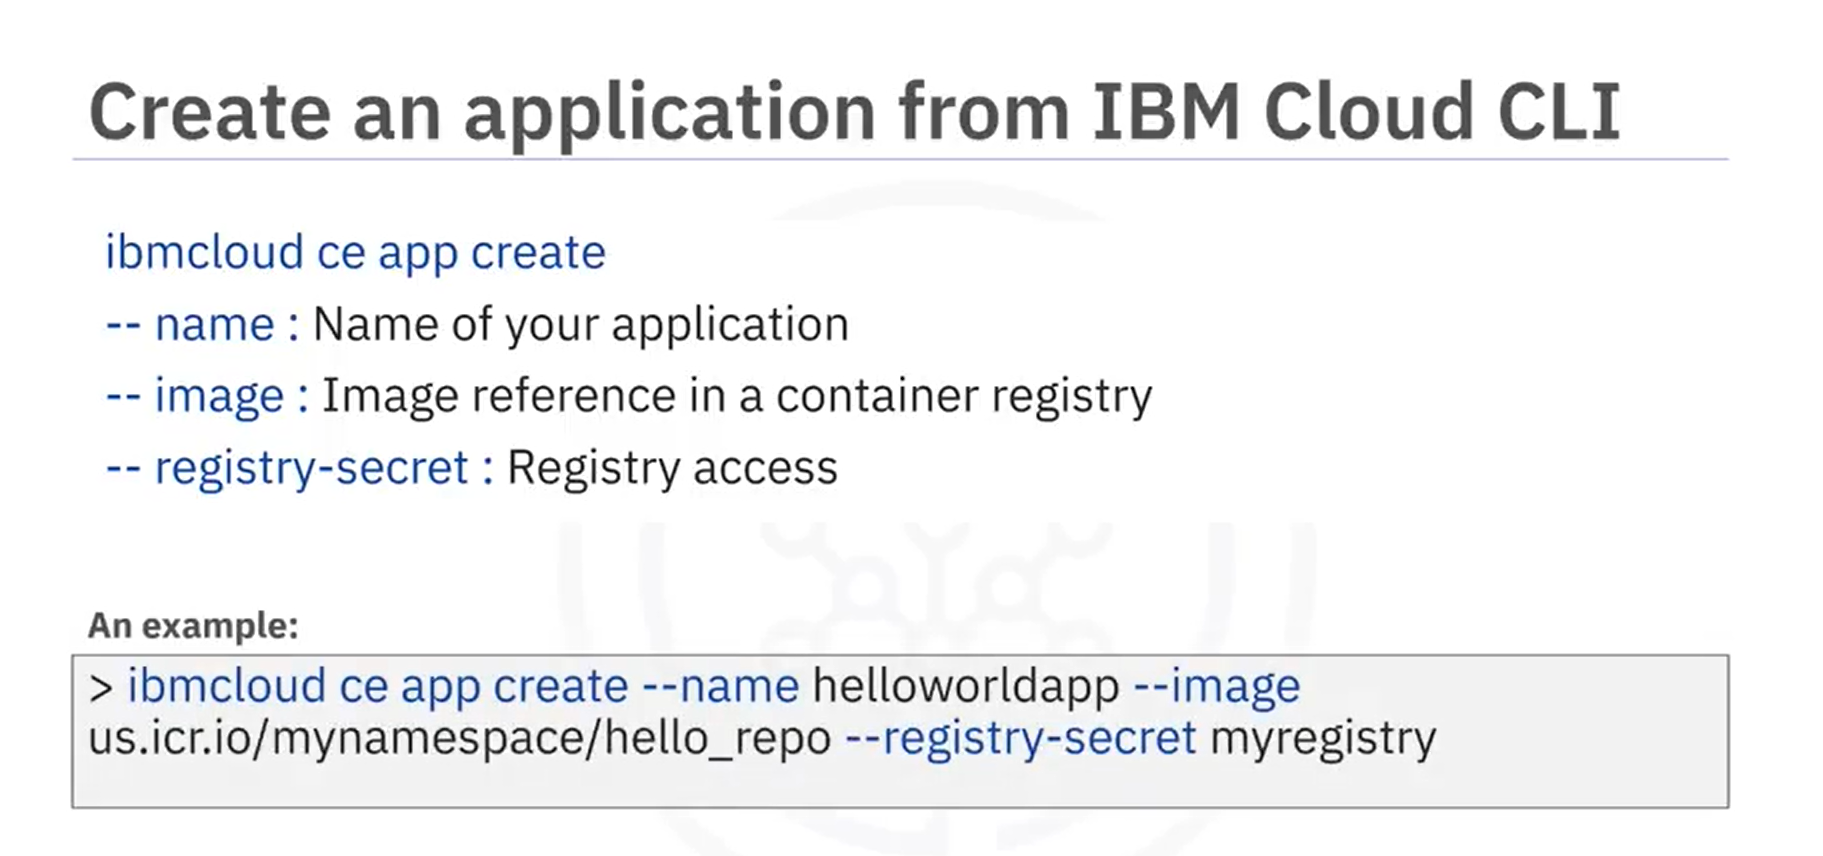 Create an application from IBM Cloud CLI
ibmcloud ce app create
-- name : Name of your application
-- image : Image reference in a container registry
-- registry-secret : Registry access
An example:
> ibmcloud ce app create --name helloworldapp --image
us.icr.io/mynamespace/hello_repo --registry-secret myregistry